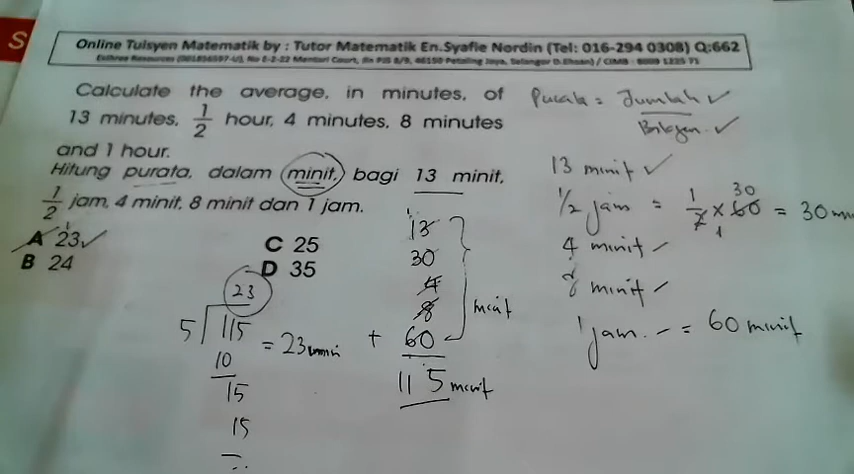 S
Online Tuisyen Matematik by : Tutor Matematik En.Syafie Nordin (Tel: 016-294 0308) Q:662
Calculate the average, in minutes, of
13 minutes, 1/2 hour, 4 minutes, 8 minutes
and 1 hour.
Hitung purata, dalam minit, bagi 13 minit,
1/2 jam, 4 minit, 8 minit dan 1 jam.
A 23 ✓
B 24
C 25
D 35
= Jumlah ✓
✓
13 minit ✓
1/2 jam = 1/2 × 60 = 30
30
1
4 minit
8 minit
1 jam = 60 minit
1
13
30
4
8
+ 60
minit
115 minit
23
5 115 = 23
10
15
15